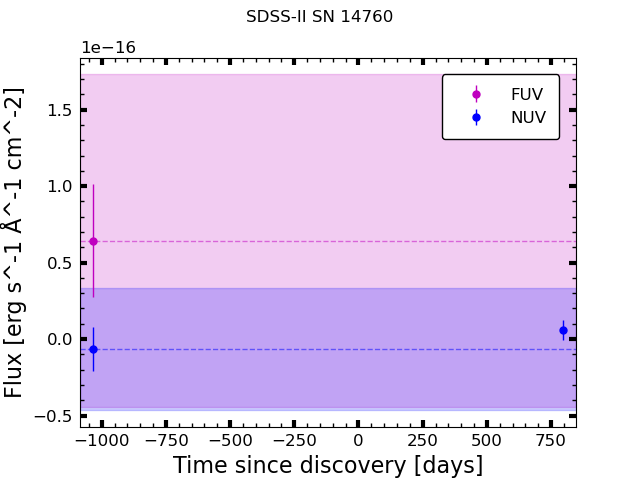 SDSS-II SN 14760
1e−16
FUV
NUV
1.5
1.0
0.5
0.0
−0.5
−1000 −750 −500 −250 0 250 500 750
Flux [erg s^-1 Å^-1 cm^-2]
Time since discovery [days]